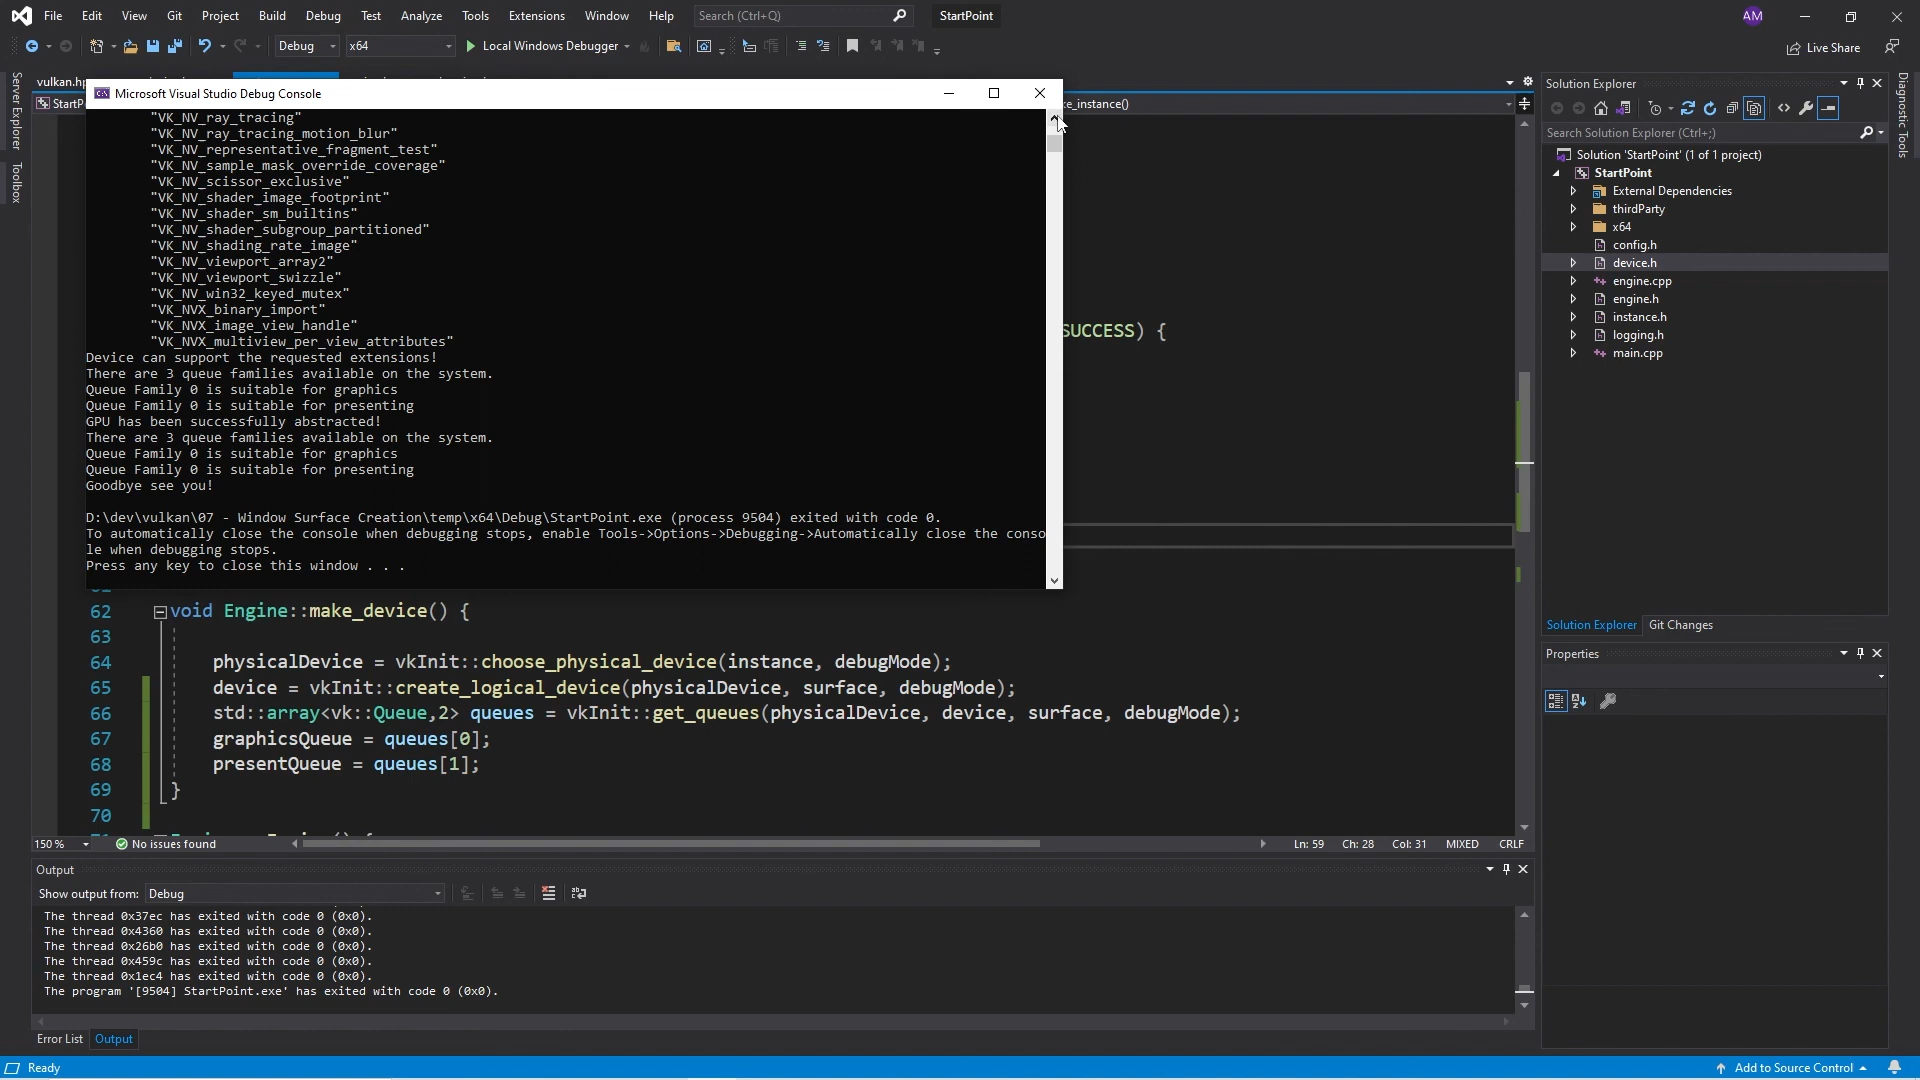 File Edit View Git Project Build Debug Test Analyze Tools Extensions Window Help Search (Ctrl+Q) StartPoint AM
Debug x64 Local Windows Debugger Live Share
vulkan.hp
Microsoft Visual Studio Debug Console
StartP
e_instance()
Server Explorer
Toolbox
Diagnostic Tools
"VK_NV_ray_tracing"
"VK_NV_ray_tracing_motion_blur"
"VK_NV_representative_fragment_test"
"VK_NV_sample_mask_override_coverage"
"VK_NV_scissor_exclusive"
"VK_NV_shader_image_footprint"
"VK_NV_shader_sm_builtins"
"VK_NV_shader_subgroup_partitioned"
"VK_NV_shading_rate_image"
"VK_NV_viewport_array2"
"VK_NV_viewport_swizzle"
"VK_NV_win32_keyed_mutex"
"VK_NVX_binary_import"
"VK_NVX_image_view_handle"
"VK_NVX_multiview_per_view_attributes"
Device can support the requested extensions!
There are 3 queue families available on the system.
Queue Family 0 is suitable for graphics
Queue Family 0 is suitable for presenting
GPU has been successfully abstracted!
There are 3 queue families available on the system.
Queue Family 0 is suitable for graphics
Queue Family 0 is suitable for presenting
Goodbye see you!
D:\dev\vulkan\07 - Window Surface Creation\temp\x64\Debug\StartPoint.exe (process 9504) exited with code 0.
To automatically close the console when debugging stops, enable Tools->Options->Debugging->Automatically close the conso
le when debugging stops.
Press any key to close this window . . .
SUCCESS) {
62 void Engine::make_device() {
63
64 physicalDevice = vkInit::choose_physical_device(instance, debugMode);
65 device = vkInit::create_logical_device(physicalDevice, surface, debugMode);
66 std::array<vk::Queue,2> queues = vkInit::get_queues(physicalDevice, device, surface, debugMode);
67 graphicsQueue = queues[0];
68 presentQueue = queues[1];
69 }
70
150 % No issues found Ln: 59 Ch: 28 Col: 31 MIXED CRLF
Output
Show output from: Debug
The thread 0x37ec has exited with code 0 (0x0).
The thread 0x4360 has exited with code 0 (0x0).
The thread 0x26b0 has exited with code 0 (0x0).
The thread 0x459c has exited with code 0 (0x0).
The thread 0x1ec4 has exited with code 0 (0x0).
The program '[9504] StartPoint.exe' has exited with code 0 (0x0).
Error List Output
Solution Explorer
Search Solution Explorer (Ctrl+;)
Solution 'StartPoint' (1 of 1 project)
StartPoint
External Dependencies
thirdParty
x64
config.h
device.h
engine.cpp
engine.h
instance.h
logging.h
main.cpp
Solution Explorer Git Changes
Properties
Ready Add to Source Control